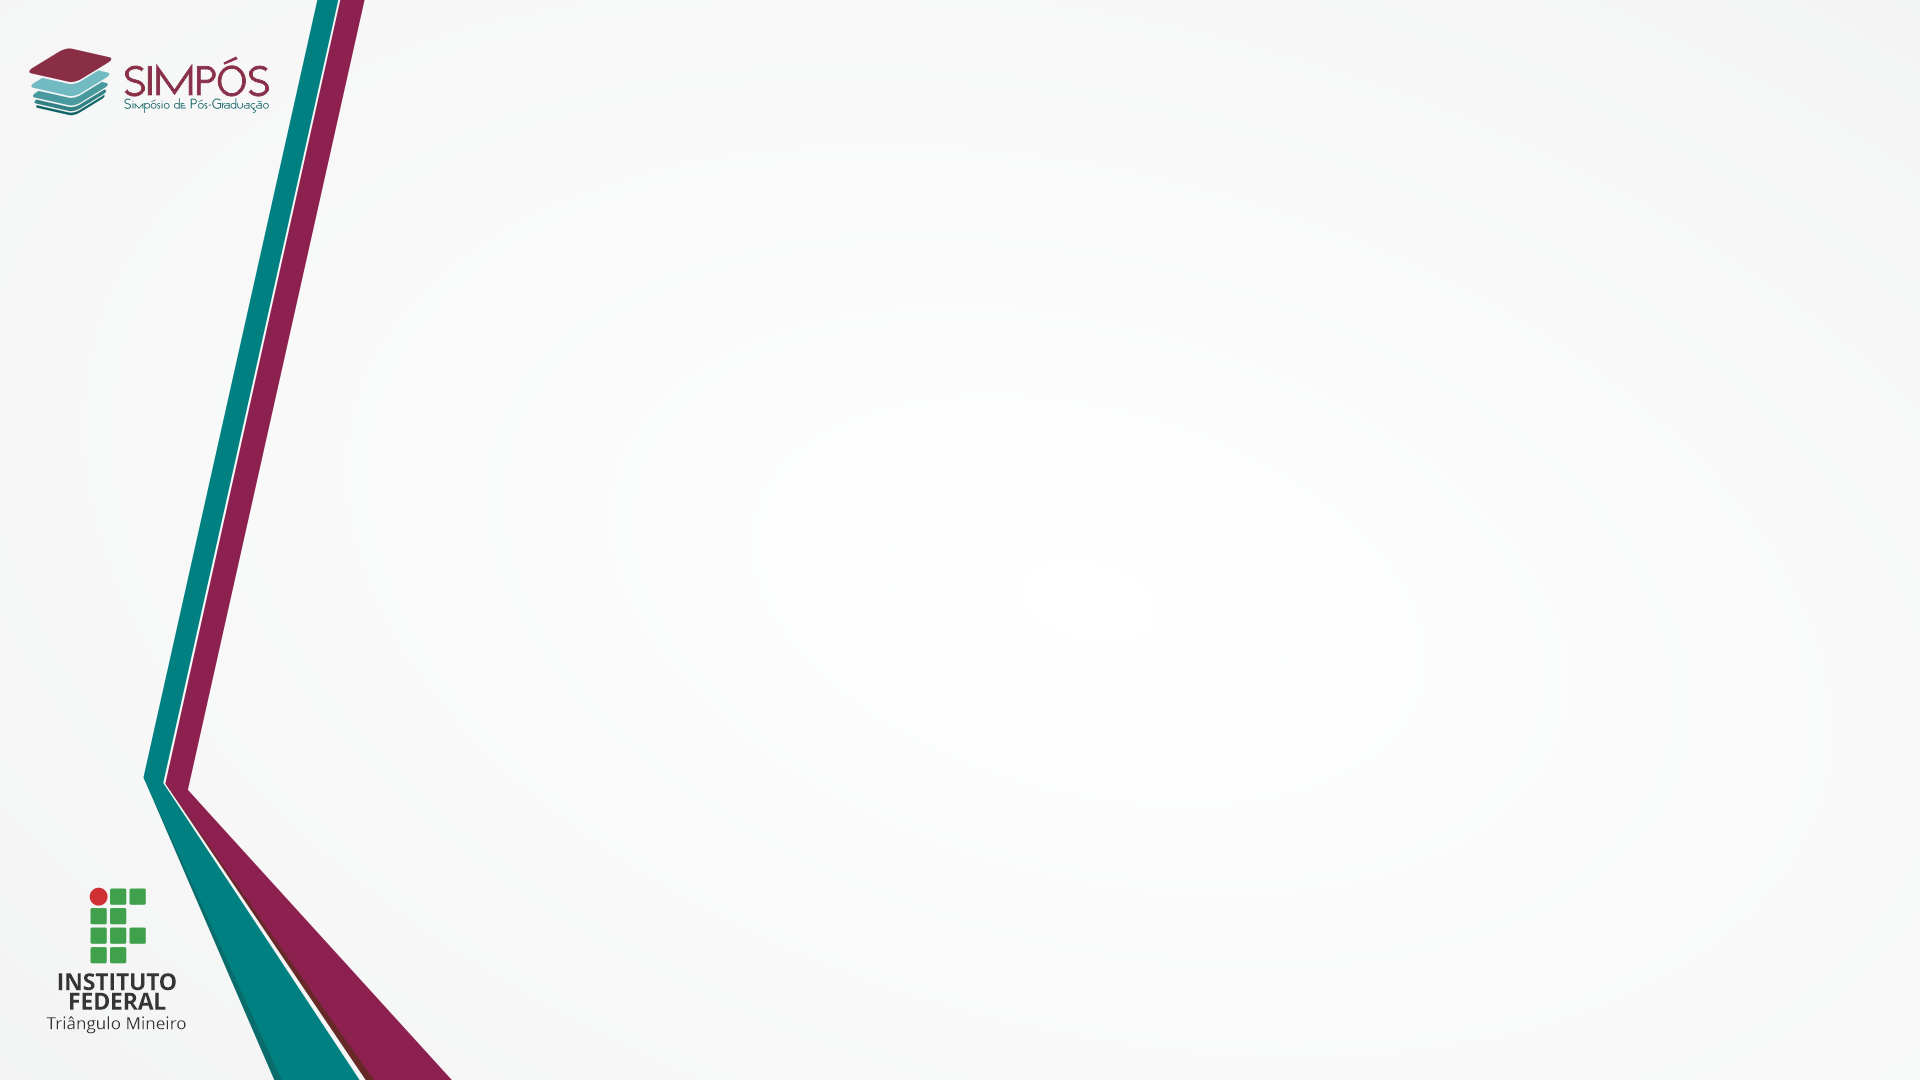 SIMPÓS
Simpósio de Pós-Graduação
INSTITUTO
FEDERAL
Triângulo Mineiro